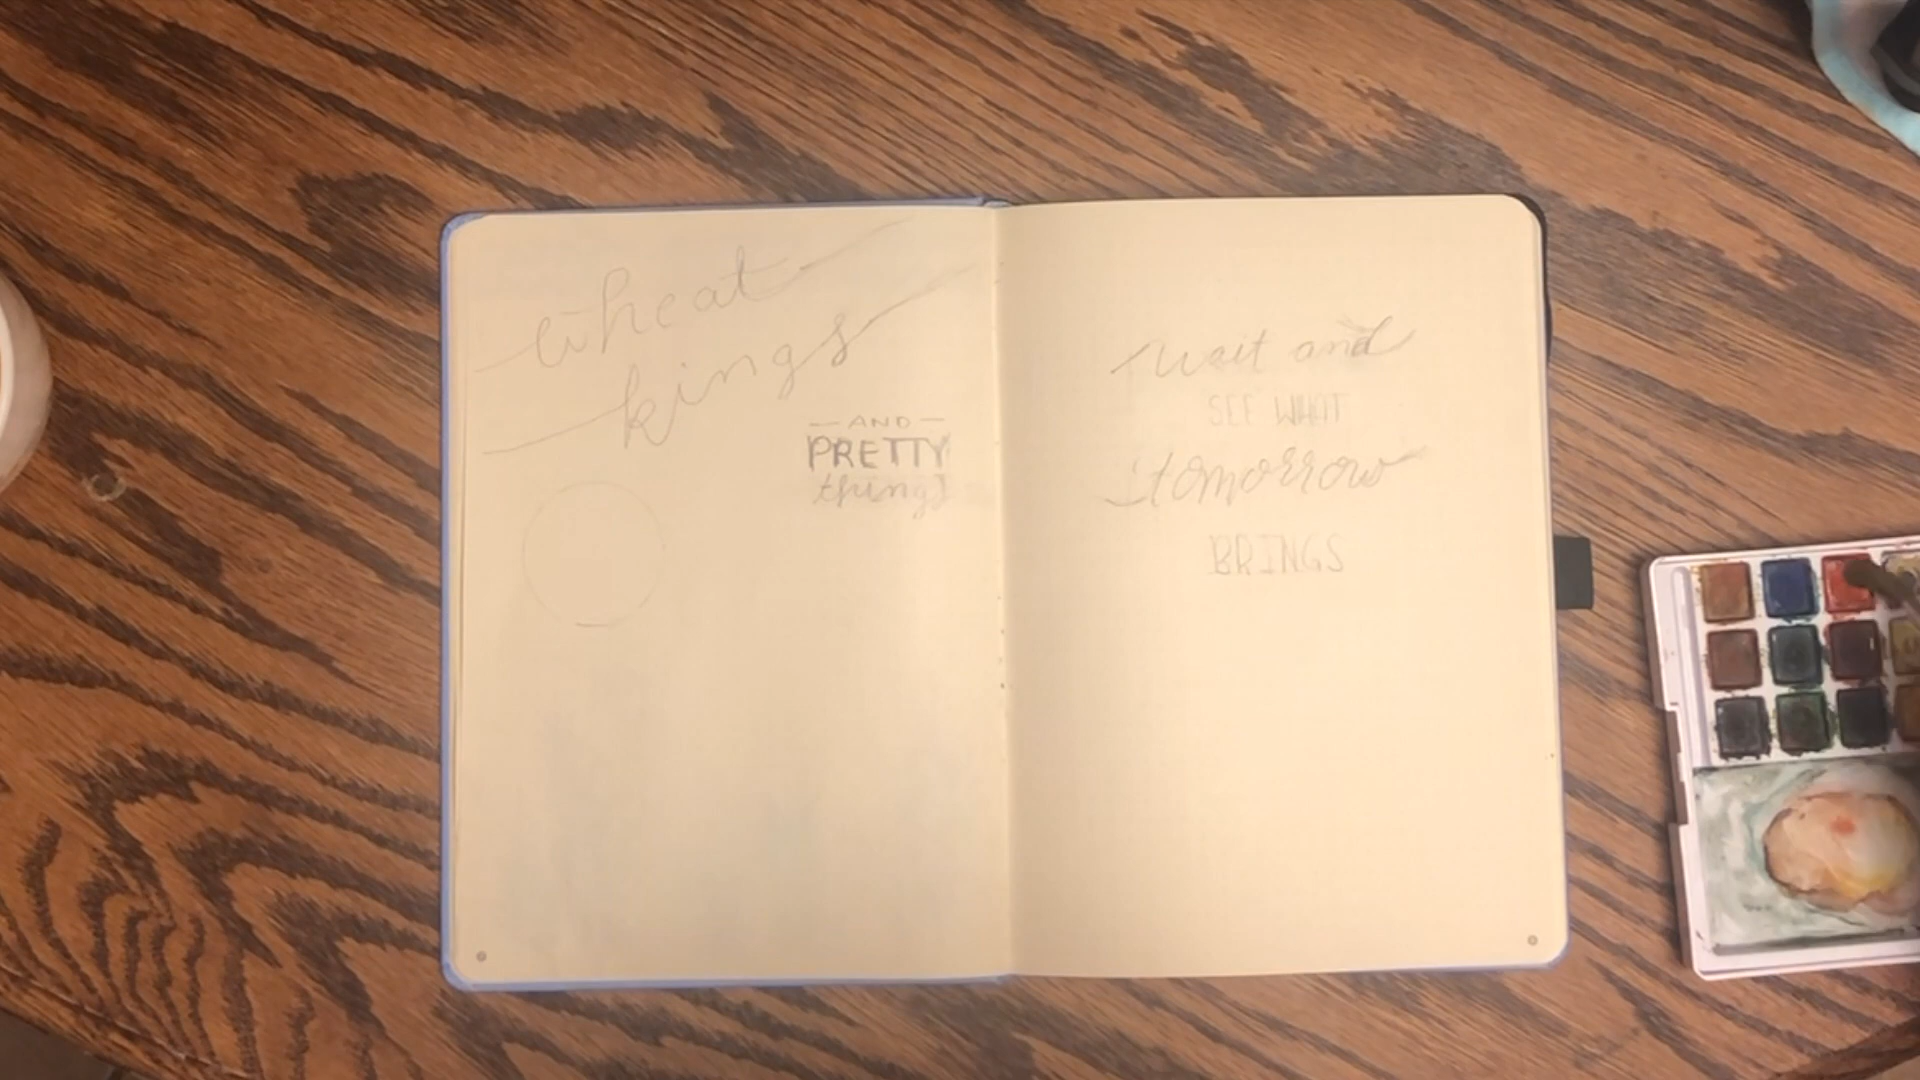 wheat
kings
— AND —
PRETTY
things
wait and
SEE WHAT
tomorrow
BRINGS